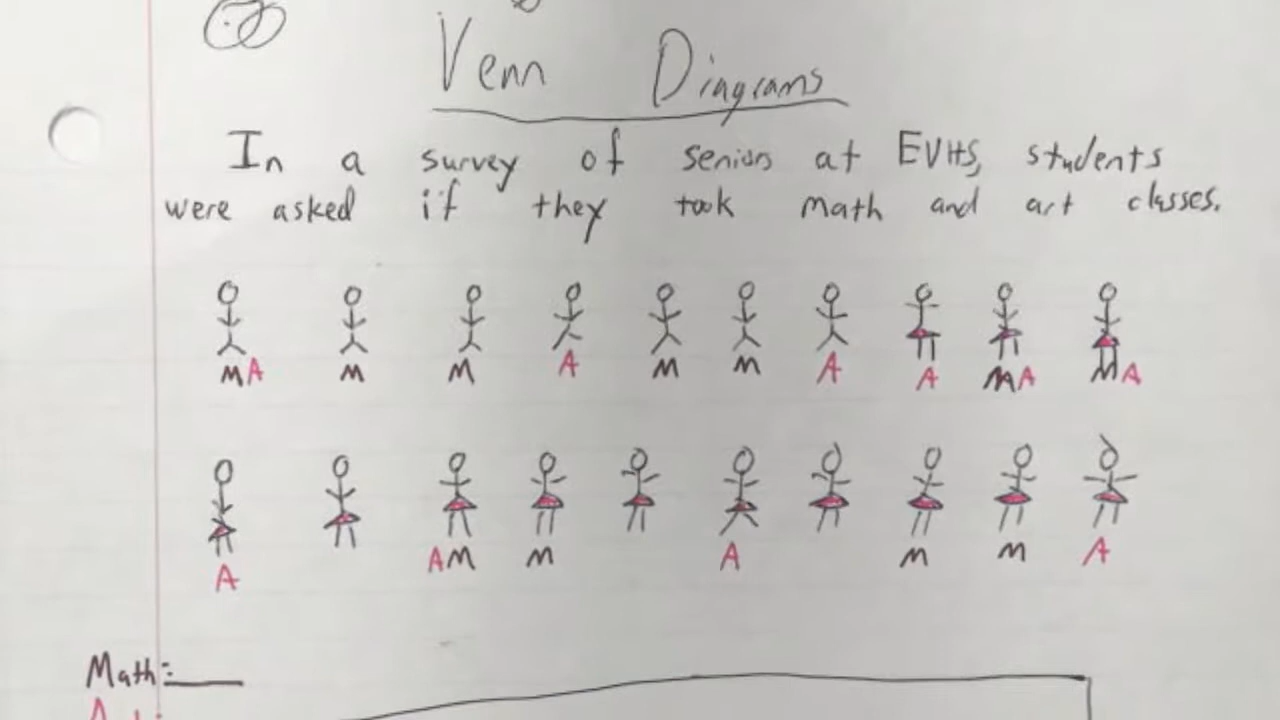 Venn Diagrams
In a survey of seniors at EVHS, students
were asked if they took math and art classes.
MA M M A M M A A MA MA
A AM M A M M A
Math: